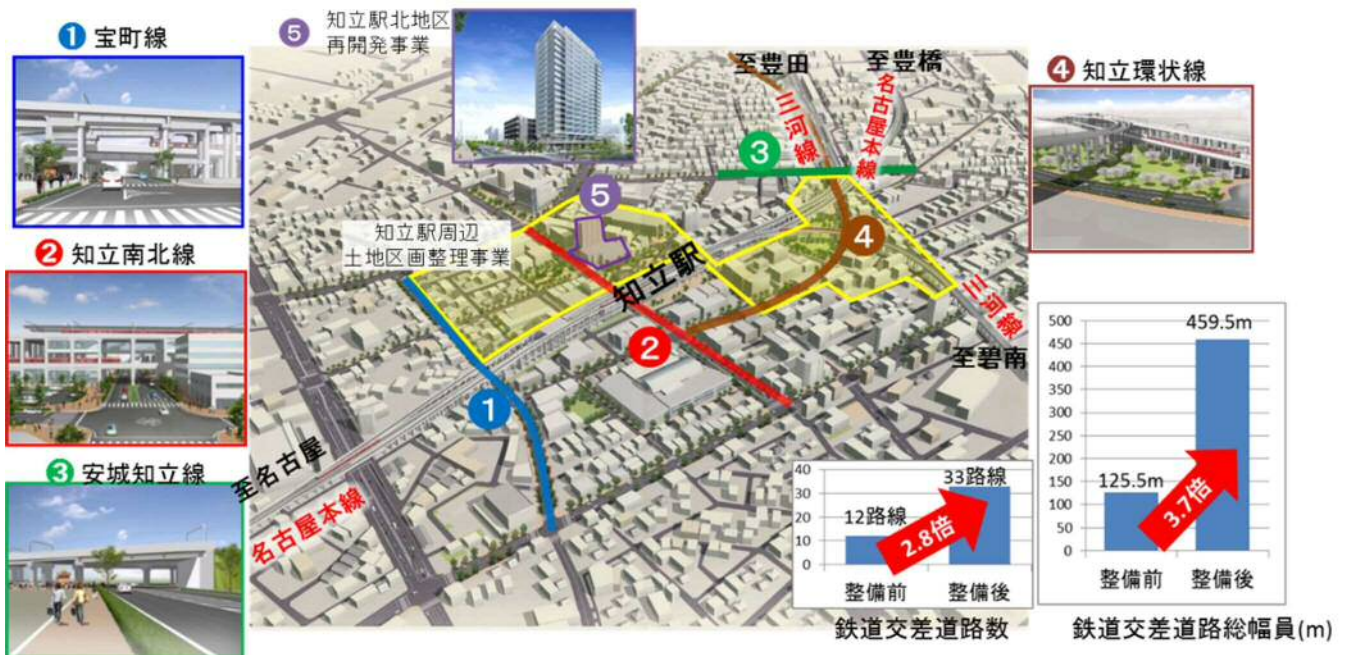 ❶ 宝町線
❷ 知立南北線
❸ 安城知立線
❺ 知立駅北地区
再開発事業
至豊田
至豊橋
三河線
名古屋本線
3
5
知立駅周辺
土地区画整理事業
知立駅
4
2
1
三河線
至碧南
至名古屋
名古屋本線
❹ 知立環状線
40
30
20
10
0
12路線
33路線
2.8倍
整備前
整備後
鉄道交差道路数
500
450
400
350
300
250
200
150
100
50
0
125.5m
459.5m
3.7倍
整備前
整備後
鉄道交差道路総幅員(m)